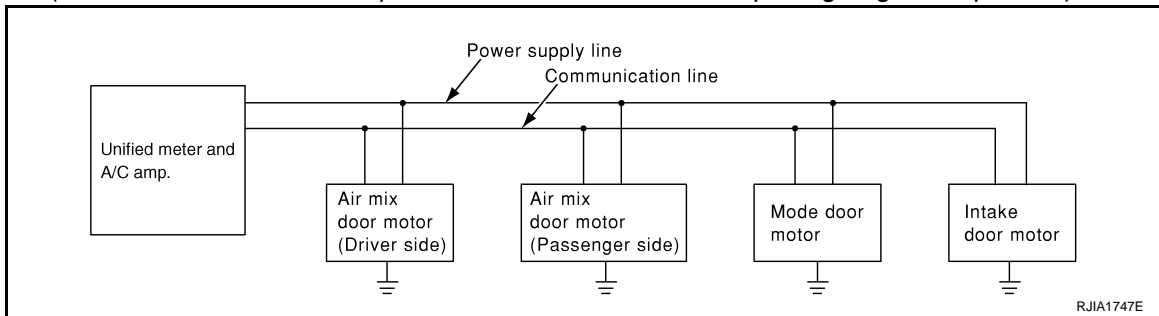 Power supply line
Communication line
Unified meter and
A/C amp.
Air mix
door motor
(Driver side)
Air mix
door motor
(Passenger side)
Mode door
motor
Intake
door motor
RJIA1747E